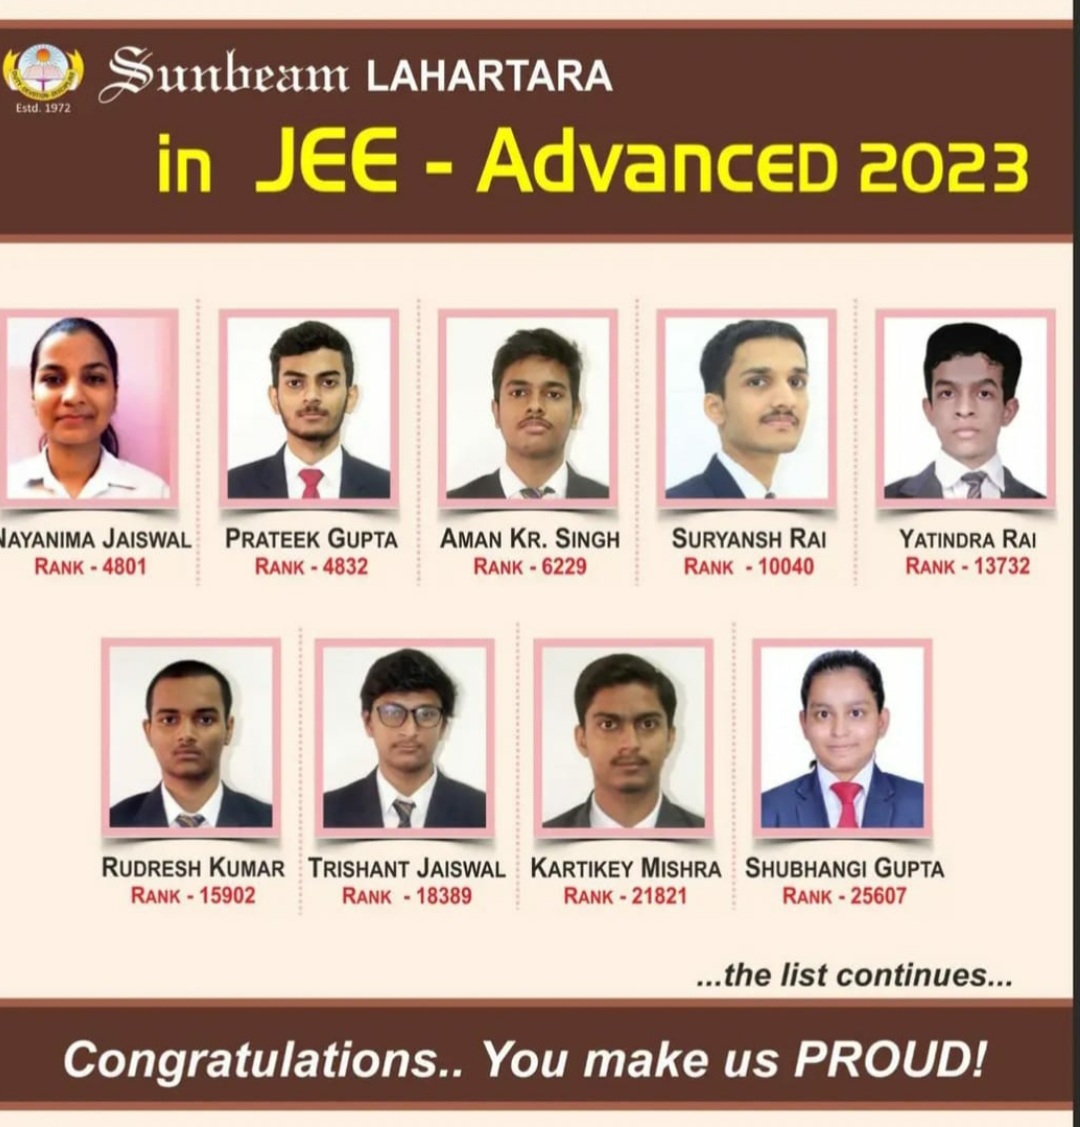 Sunbeam LAHARTARA
Estd. 1972
in JEE - ADVANCED 2023
NAYANIMA JAISWAL
RANK - 4801
PRATEEK GUPTA
RANK - 4832
AMAN KR. SINGH
RANK - 6229
SURYANSH RAI
RANK - 10040
YATINDRA RAI
RANK - 13732
RUDRESH KUMAR
RANK - 15902
TRISHANT JAISWAL
RANK - 18389
KARTIKEY MISHRA
RANK - 21821
SHUBHANGI GUPTA
RANK - 25607
...the list continues...
Congratulations.. You make us PROUD!